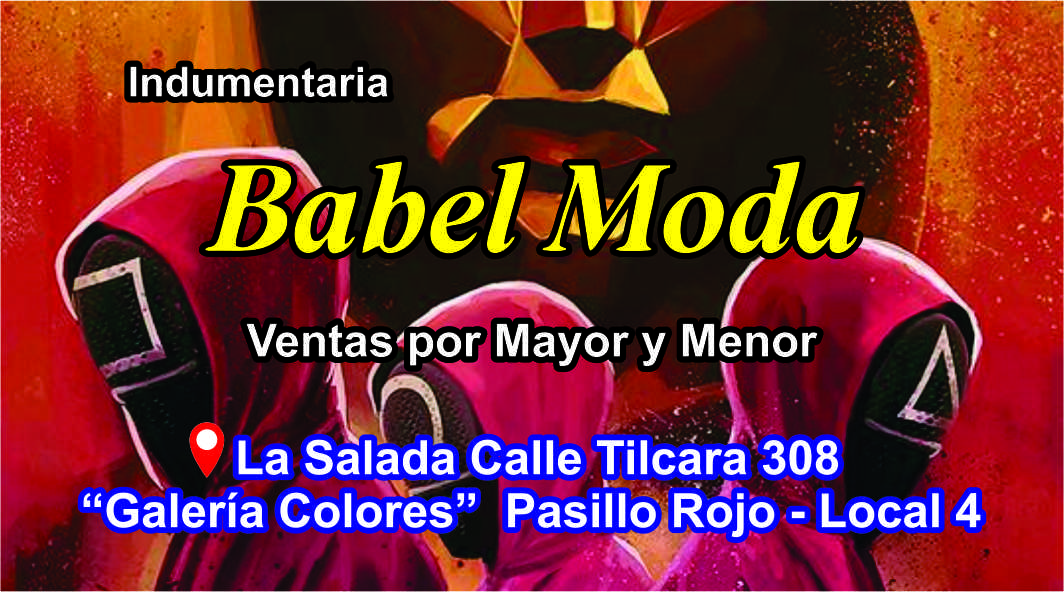 Indumentaria
Babel Moda
Ventas por Mayor y Menor
La Salada Calle Tilcara 308
“Galería Colores” Pasillo Rojo - Local 4